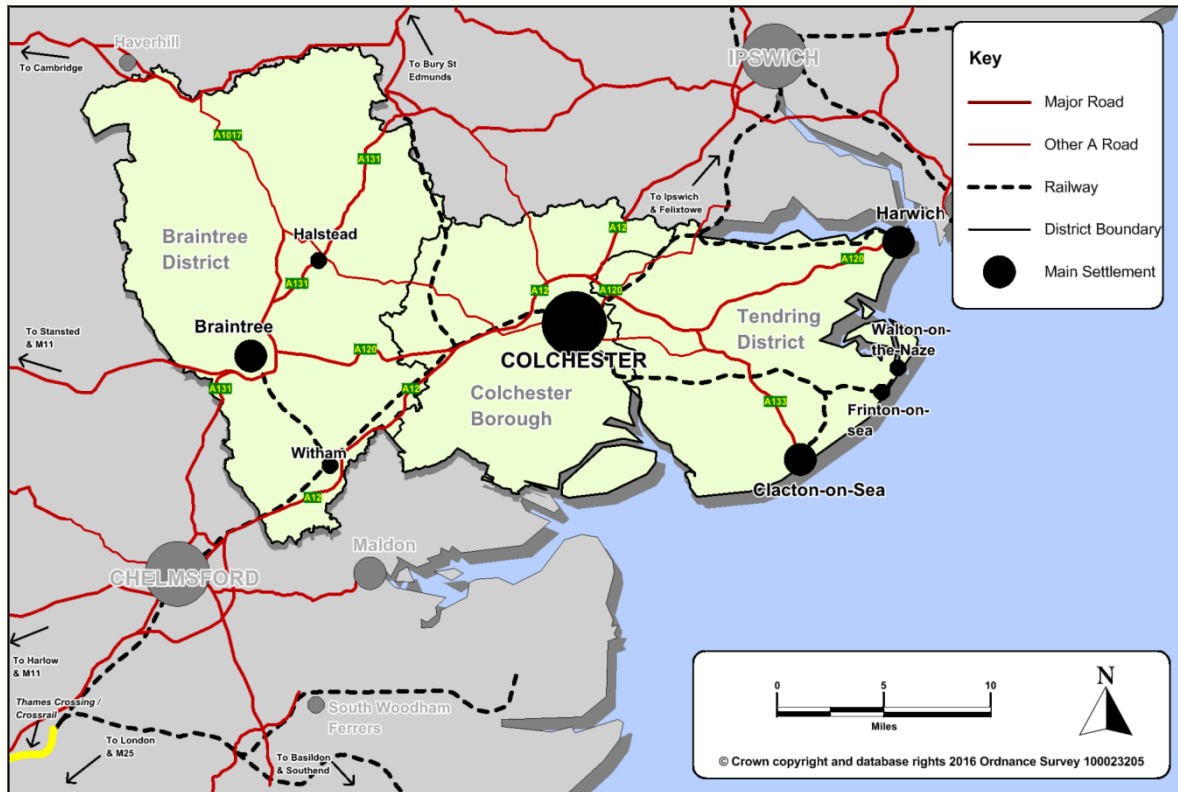 Haverhill
To Cambridge
To Bury St
Edmunds
IPSWICH
Key
Major Road
Other A Road
Railway
District Boundary
Main Settlement
A1017
A131
To Ipswich
& Felixtowe
Harwich
A12
Halstead
Braintree
District
A120
A131
A12
A120
Tendring
District
Walton-on-
the-Naze
To Stansted
& M11
Braintree
A120
COLCHESTER
Colchester
Borough
A131
A12
A133
Frinton-on-
sea
Witham
Clacton-on-Sea
A12
Maldon
CHELMSFORD
To Harlow
& M11
Thames Crossing /
Crossrail
South Woodham
Ferrers
To London
& M25
To Basildon
& Southend
0 5 10
Miles
N
© Crown copyright and database rights 2016 Ordnance Survey 100023205